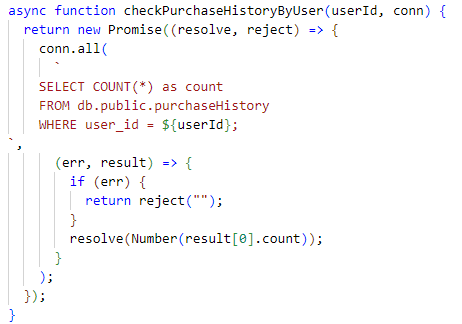 async function checkPurchaseHistoryByUser(userId, conn) {
  return new Promise((resolve, reject) => {
    conn.all(
      `
    SELECT COUNT(*) as count
    FROM db.public.purchaseHistory
    WHERE user_id = ${userId};
`,
      (err, result) => {
        if (err) {
          return reject("");
        }
        resolve(Number(result[0].count));
      }
    );
  });
}